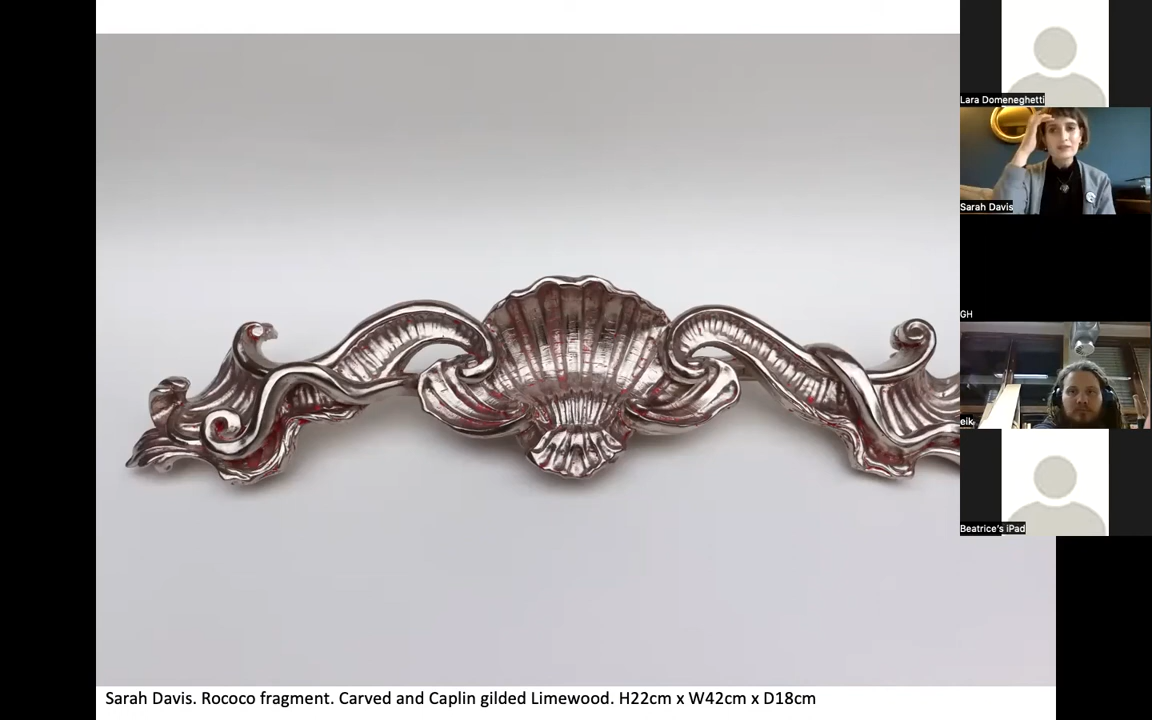 Lara Domeneghetti
Sarah Davis
GH
eik
Beatrice's iPad
Sarah Davis. Rococo fragment. Carved and Caplin gilded Limewood. H22cm x W42cm x D18cm